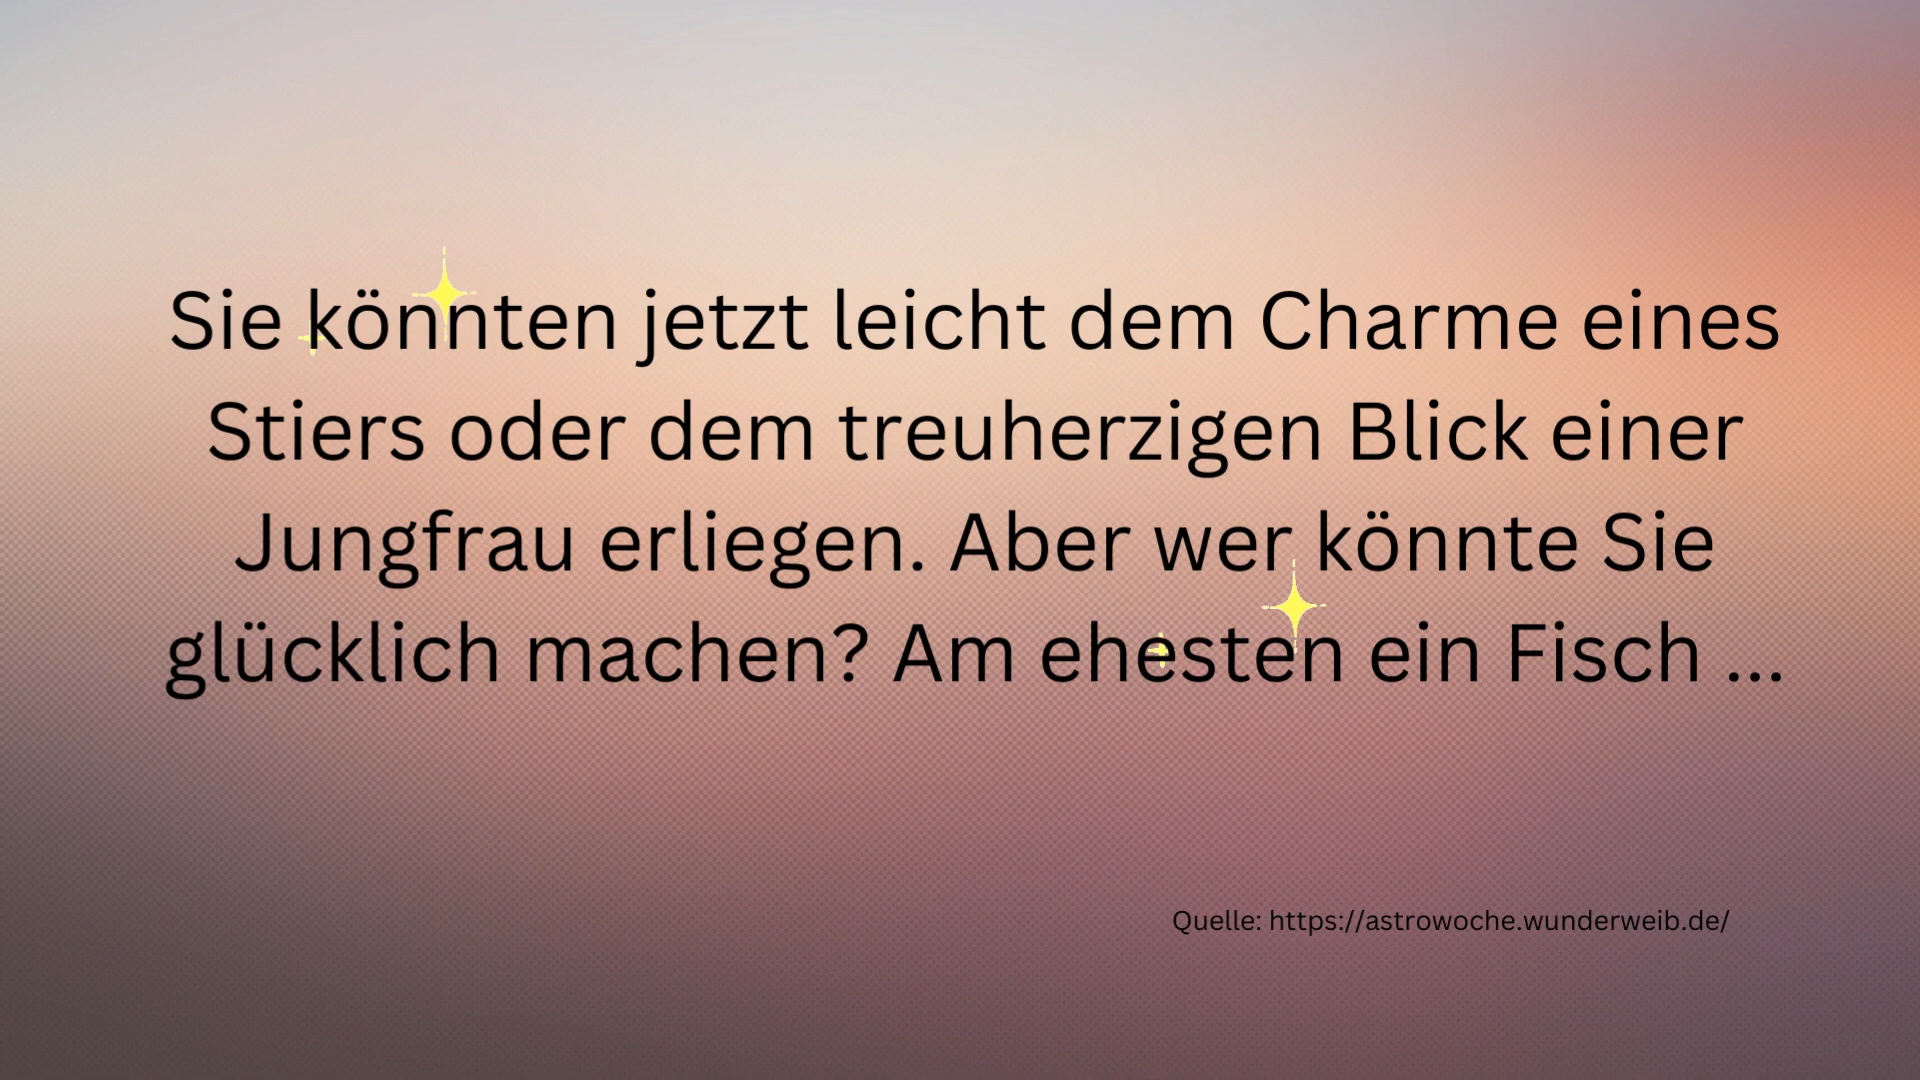 Sie könnten jetzt leicht dem Charme eines
Stiers oder dem treuherzigen Blick einer
Jungfrau erliegen. Aber wer könnte Sie
glücklich machen? Am ehesten ein Fisch ...
Quelle: https://astrowoche.wunderweib.de/